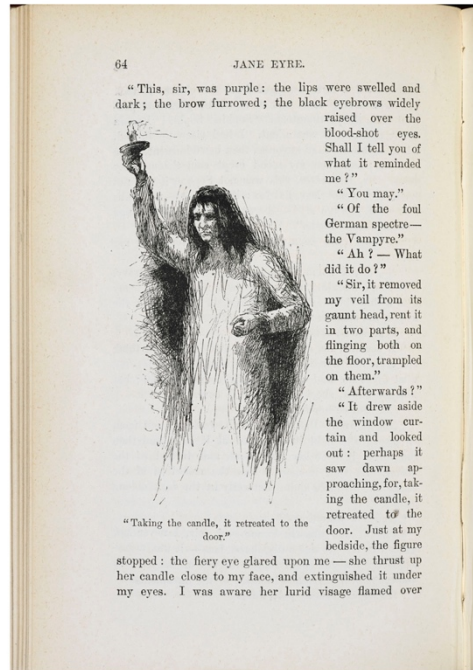 64
JANE EYRE.
“This, sir, was purple: the lips were swelled and
dark; the brow furrowed; the black eyebrows widely
raised over the
blood-shot eyes.
Shall I tell you of
what it reminded
me?”
“You may.”
“Of the foul
German spectre—
the Vampyre.”
“Ah? — What
did it do?”
“Sir, it removed
my veil from its
gaunt head, rent it
in two parts, and
flinging both on
the floor, trampled
on them.”
“Afterwards?”
“It drew aside
the window cur-
tain and looked
out: perhaps it
saw dawn ap-
proaching, for, tak-
ing the candle, it
retreated to the
door. Just at my
bedside, the figure
“Taking the candle, it retreated to the
door.”
stopped: the fiery eye glared upon me — she thrust up
her candle close to my face, and extinguished it under
my eyes. I was aware her lurid visage flamed over